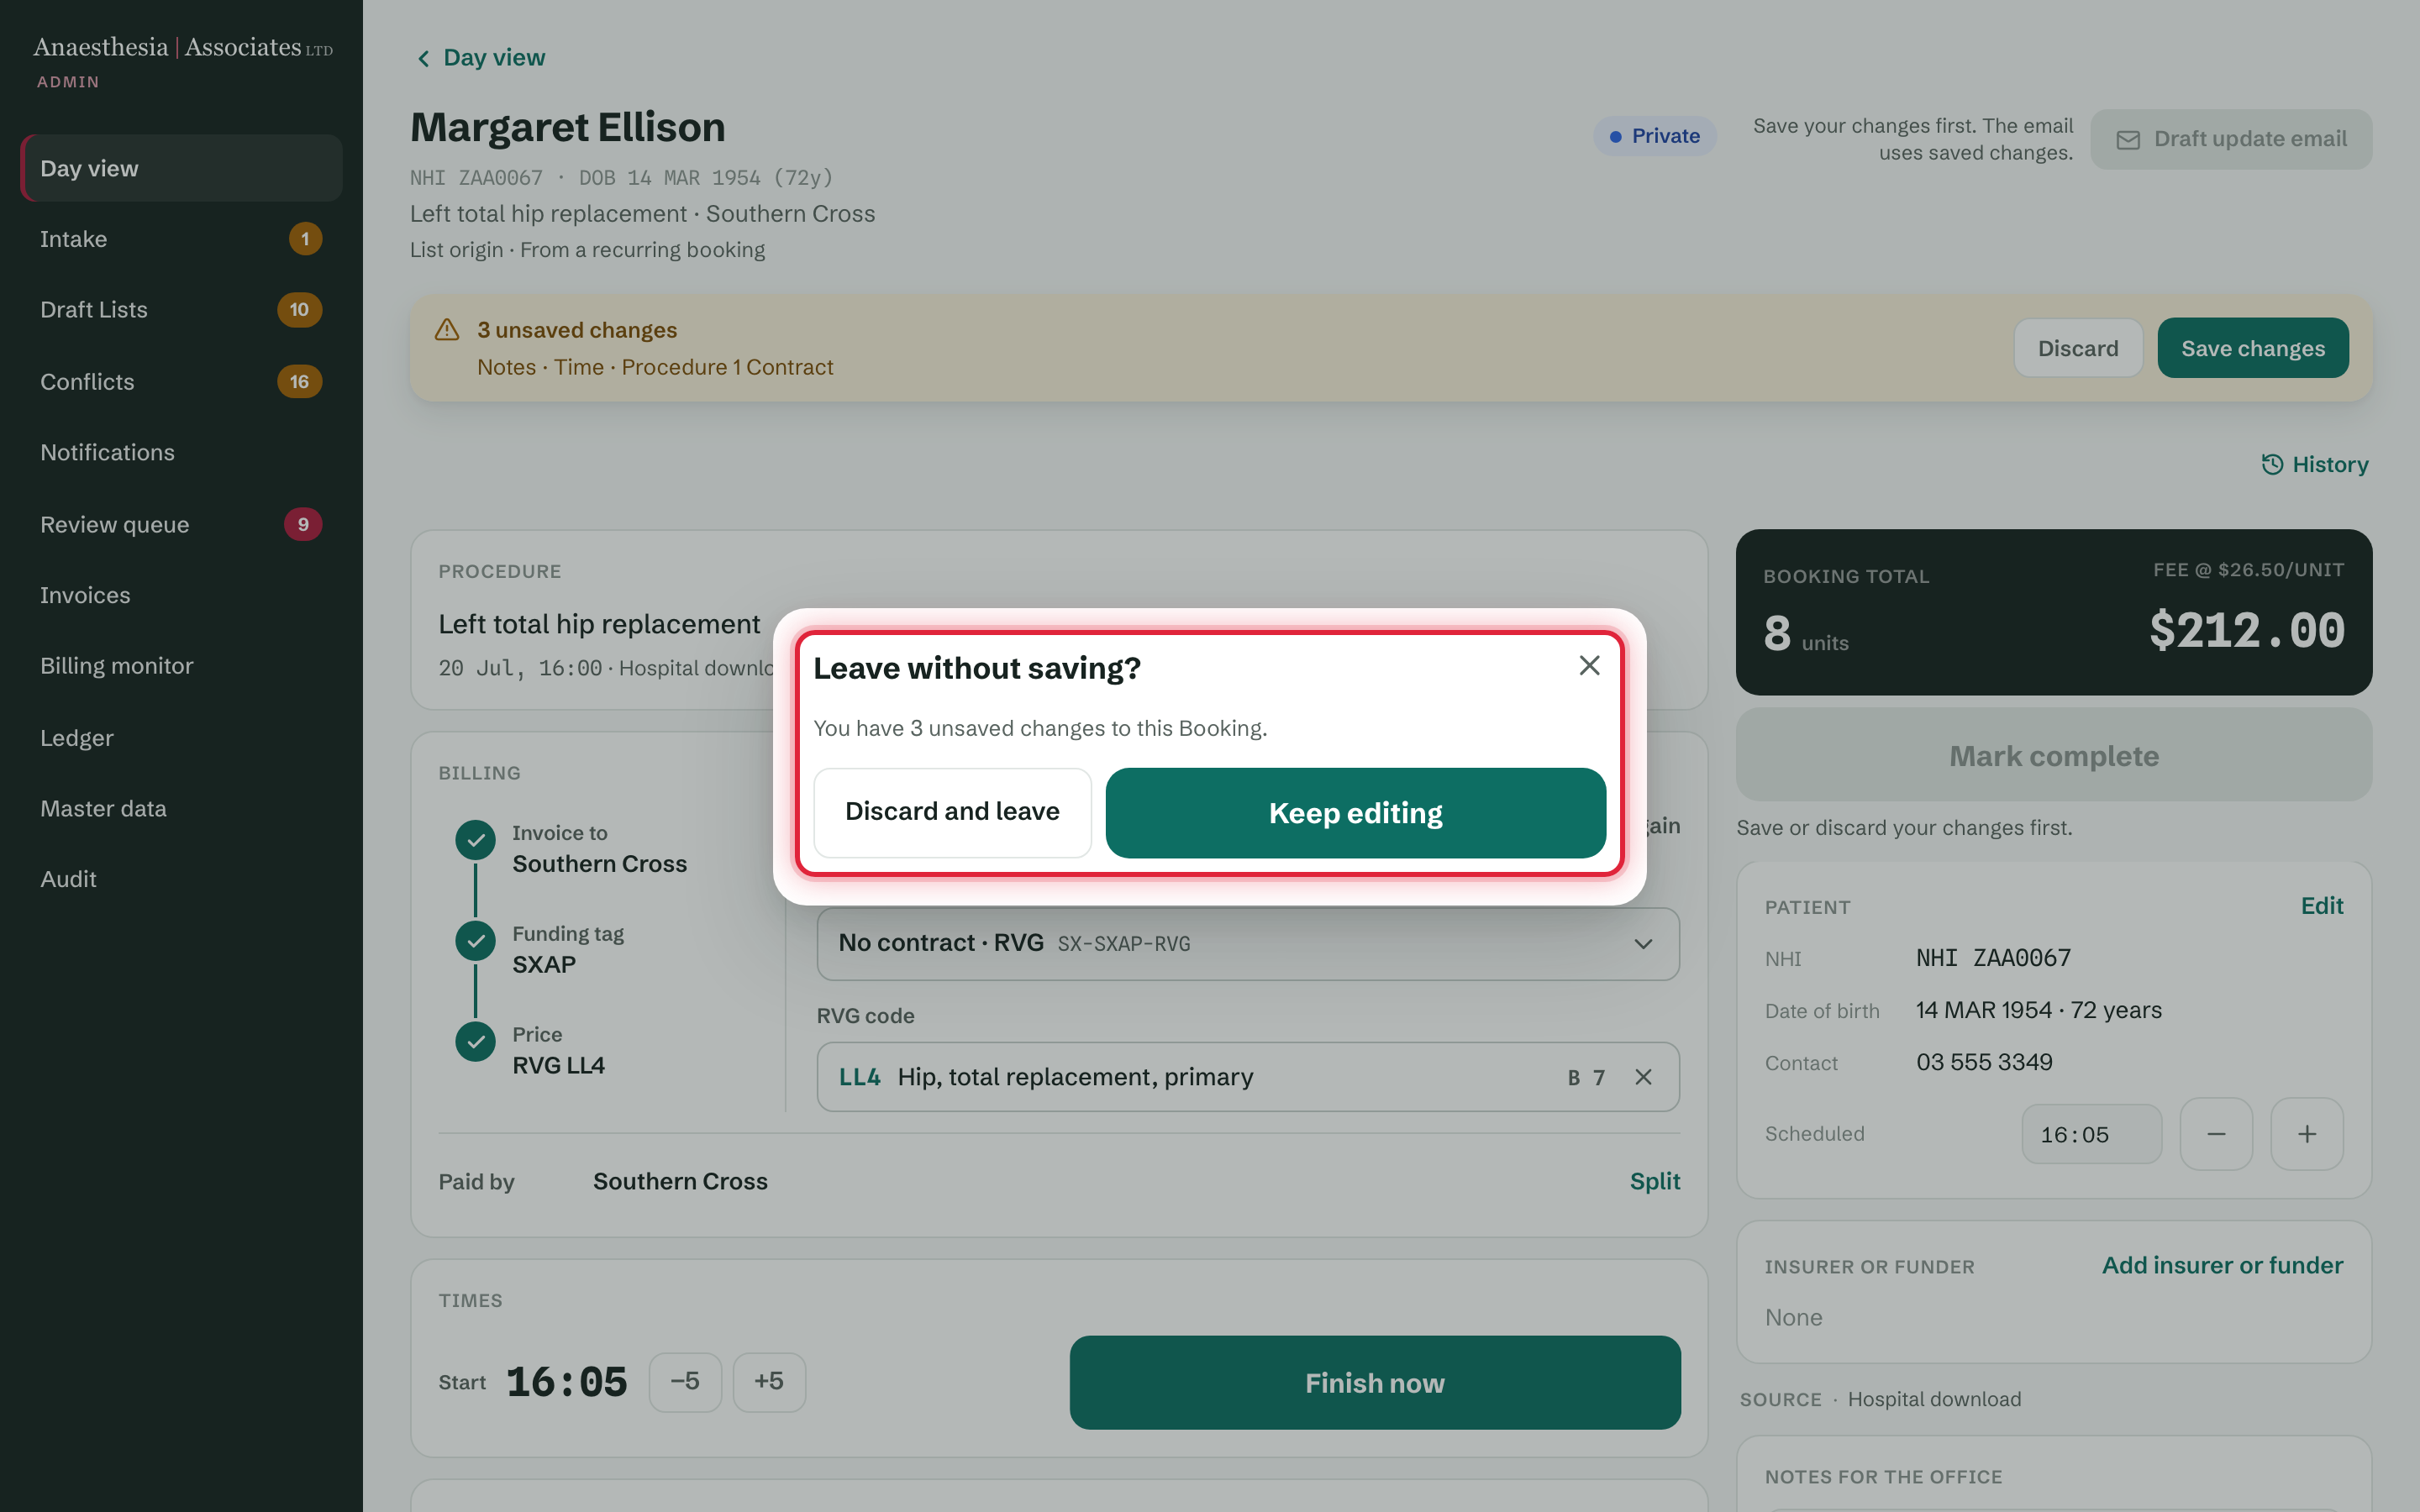 Anaesthesia | Associates LTD
ADMIN
Day view
Intake 1
Draft Lists 10
Conflicts 16
Notifications
Review queue 9
Invoices
Billing monitor
Ledger
Master data
Audit
Day view
Margaret Ellison
NHI ZAA0067 · DOB 14 MAR 1954 (72y)
Left total hip replacement · Southern Cross
List origin · From a recurring booking
Private
Save your changes first. The email
uses saved changes.
Draft update email
3 unsaved changes
Notes · Time · Procedure 1 Contract
Discard
Save changes
History
PROCEDURE
Left total hip replacement
20 Jul, 16:00 · Hospital
Leave without saving?
You have 3 unsaved changes to this Booking.
Discard and leave
Keep editing
BILLING
Invoice to
Southern Cross
Funding tag
SXAP
Price
RVG LL4
No contract · RVG SX-SXAP-RVG
RVG code
LL4 Hip, total replacement, primary B 7
Paid by Southern Cross Split
TIMES
Start 16:05 −5 +5
Finish now
BOOKING TOTAL FEE @ $26.50/UNIT
8 units $212.00
Mark complete
Save or discard your changes first.
PATIENT Edit
NHI NHI ZAA0067
Date of birth 14 MAR 1954 · 72 years
Contact 03 555 3349
Scheduled 16:05 − +
INSURER OR FUNDER Add insurer or funder
None
SOURCE · Hospital download
NOTES FOR THE OFFICE